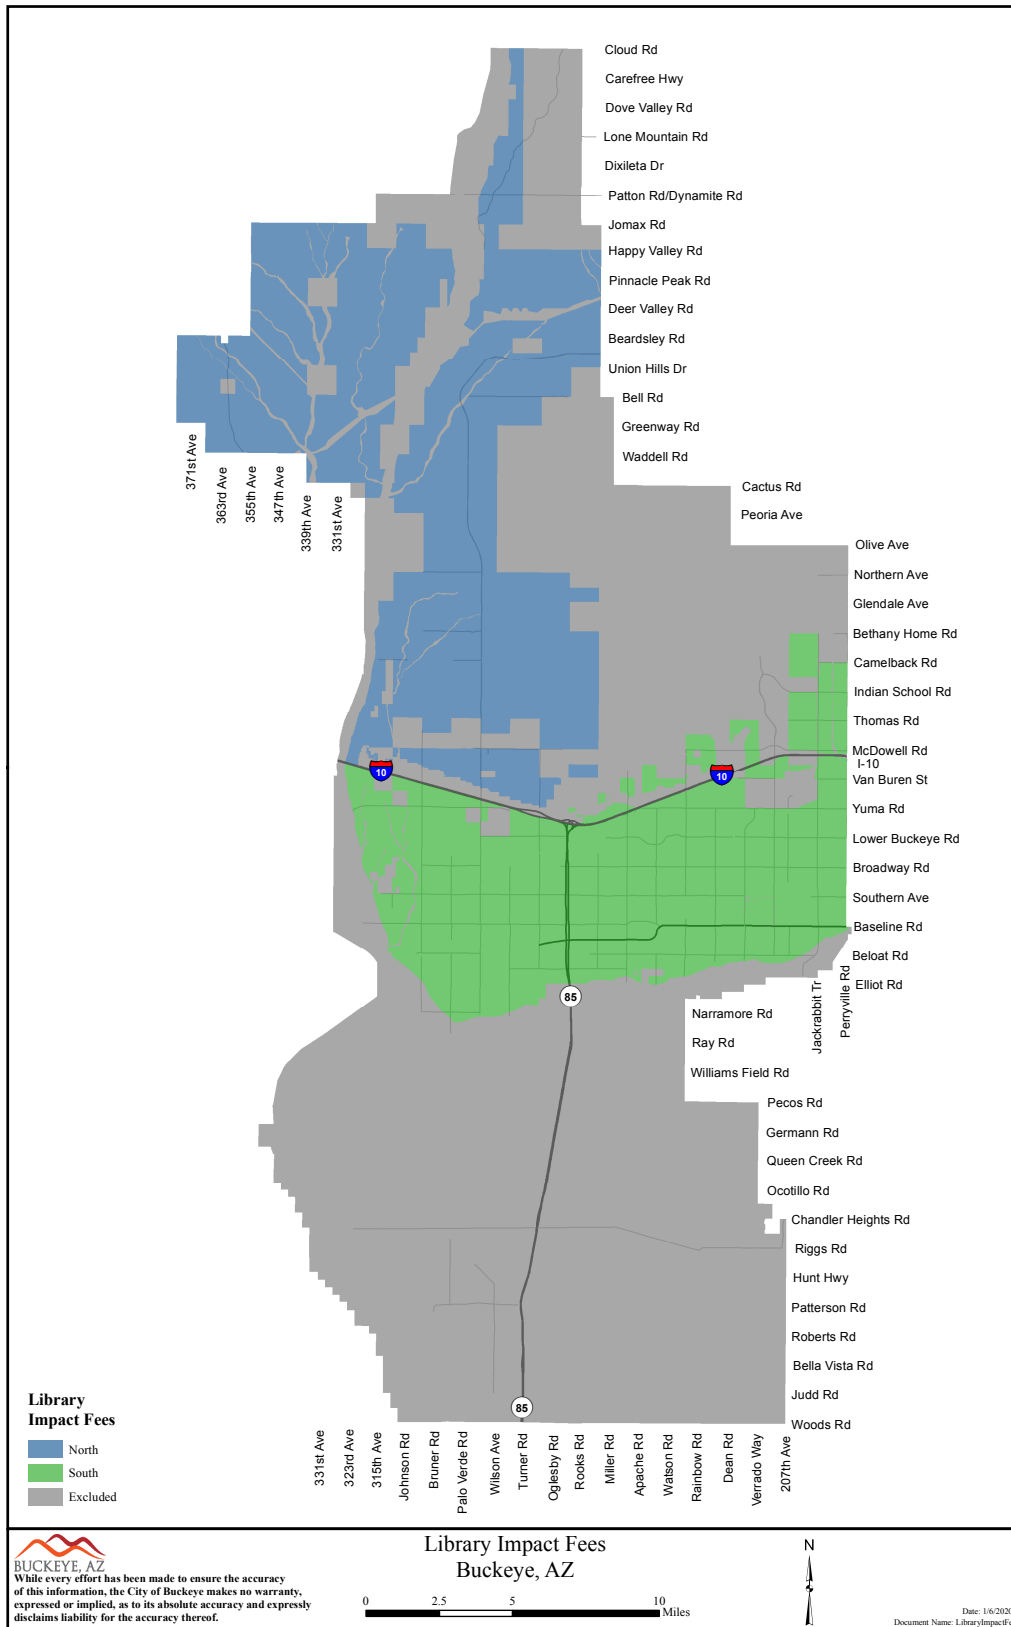 Cloud Rd
Carefree Hwy
Dove Valley Rd
Lone Mountain Rd
Dixileta Dr
Patton Rd/Dynamite Rd
Jomax Rd
Happy Valley Rd
Pinnacle Peak Rd
Deer Valley Rd
Beardsley Rd
Union Hills Dr
Bell Rd
Greenway Rd
Waddell Rd
371st Ave
363rd Ave
355th Ave
347th Ave
339th Ave
331st Ave
Cactus Rd
Peoria Ave
Olive Ave
Northern Ave
Glendale Ave
Bethany Home Rd
Camelback Rd
Indian School Rd
Thomas Rd
McDowell Rd
I-10
10
10
Van Buren St
Yuma Rd
Lower Buckeye Rd
Broadway Rd
Southern Ave
Baseline Rd
Beloat Rd
Elliot Rd
Jackrabbit Tr
Perryville Rd
85
Narramore Rd
Ray Rd
Williams Field Rd
Pecos Rd
Germann Rd
Queen Creek Rd
Ocotillo Rd
Chandler Heights Rd
Riggs Rd
Hunt Hwy
Patterson Rd
Roberts Rd
Bella Vista Rd
Judd Rd
Woods Rd
85
Library
Impact Fees
North
South
Excluded
331st Ave
323rd Ave
315th Ave
Johnson Rd
Bruner Rd
Palo Verde Rd
Wilson Ave
Turner Rd
Oglesby Rd
Rooks Rd
Miller Rd
Apache Rd
Watson Rd
Rainbow Rd
Dean Rd
Verrado Way
207th Ave
BUCKEYE, AZ
While every effort has been made to ensure the accuracy
of this information, the City of Buckeye makes no warranty,
expressed or implied, as to its absolute accuracy and expressly
disclaims liability for the accuracy thereof.
Library Impact Fees
Buckeye, AZ
0 2.5 5 10
Miles
N
Date: 1/6/2020
Document Name: LibraryImpactFe